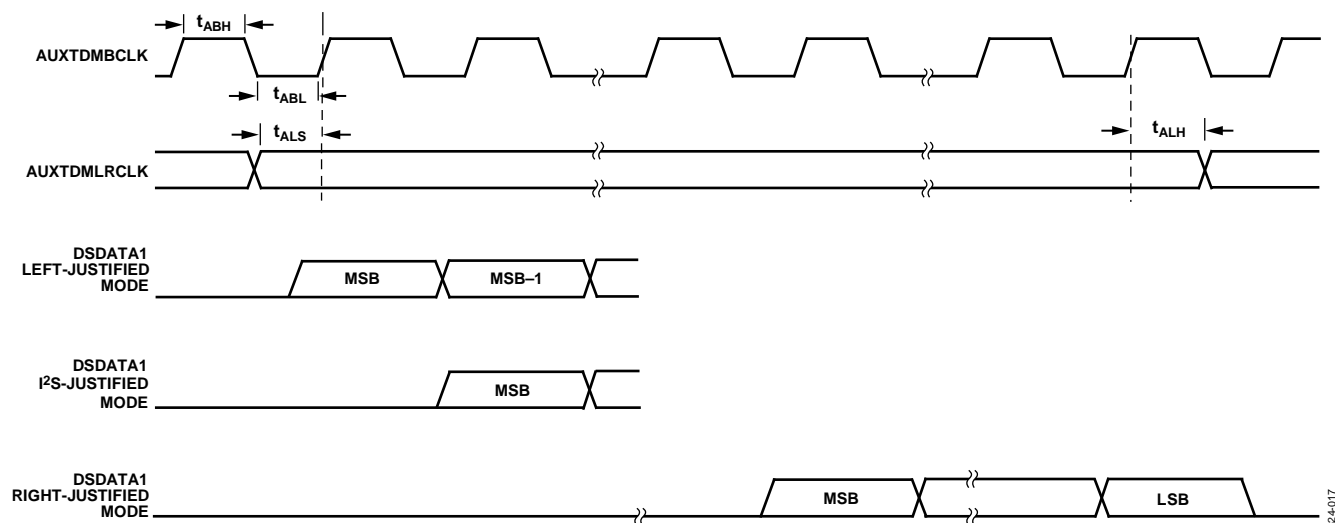 tABH
AUXTDMBCLK
tABL
tALS
tALH
AUXTDMLRCLK
DSDATA1
LEFT-JUSTIFIED
MODE
MSB
MSB–1
DSDATA1
I²S-JUSTIFIED
MODE
MSB
DSDATA1
RIGHT-JUSTIFIED
MODE
MSB
LSB
24-017